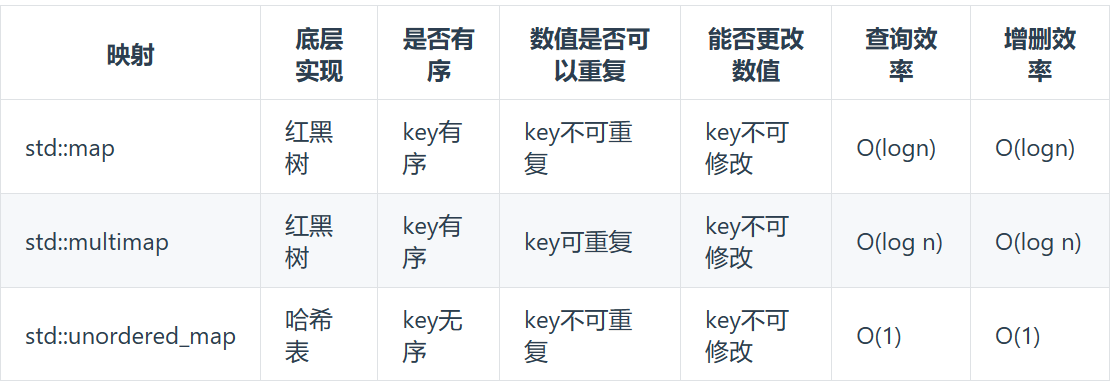 映射
底层
实现
是否有
序
数值是否可
以重复
能否更改
数值
查询效
率
增删效
率
std::map
红黑
树
key有
序
key不可重
复
key不可
修改
O(logn)
O(logn)
std::multimap
红黑
树
key有
序
key可重复
key不可
修改
O(log n)
O(log n)
std::unordered_map
哈希
表
key无
序
key不可重
复
key不可
修改
O(1)
O(1)